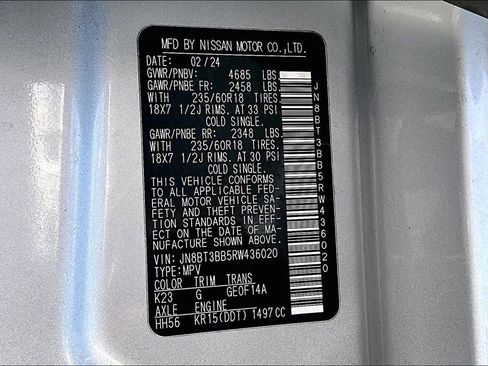 MFD BY NISSAN MOTOR CO.,LTD.
DATE: 02/24
GVWR/PNBV: 4685 LBS.
GAWR/PNBE FR: 2458 LBS.
WITH 235/60R18 TIRES.
18X7 1/2J RIMS. AT 33 PSI
COLD SINGLE.
GAWR/PNBE RR: 2348 LBS.
WITH 235/60R18 TIRES.
18X7 1/2J RIMS. AT 30 PSI
COLD SINGLE.
THIS VEHICLE CONFORMS
TO ALL APPLICABLE FED-
ERAL MOTOR VEHICLE SA-
FETY AND THEFT PREVEN-
TION STANDARDS IN EFF-
ECT ON THE DATE OF MA-
NUFACTURE SHOWN ABOVE.
VIN: JN8BT3BB5RW436020
TYPE: MPV
COLOR TRIM TRANS
K23 G GEOF14A
AXLE ENGINE
HH56 KR15(DDT) 1497CC
JN8BT3BB5RW436020